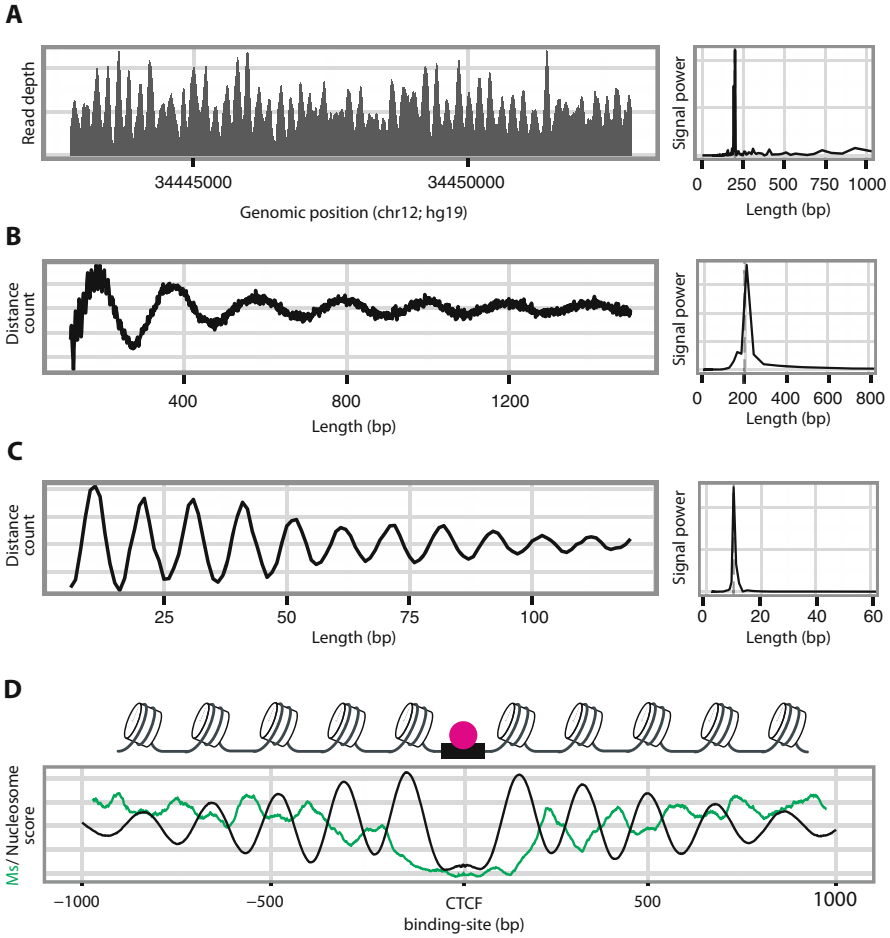 A
Read depth
34445000 34450000
Genomic position (chr12; hg19)
Signal power
0 250 500 750 1000
Length (bp)
B
Distance
count
400 800 1200
Length (bp)
Signal power
0 200 400 600 800
Length (bp)
C
Distance
count
25 50 75 100
Length (bp)
Signal power
0 20 40 60
Length (bp)
D
Ms/ Nucleosome
score
−1000 −500 CTCF 500 1000
binding-site (bp)